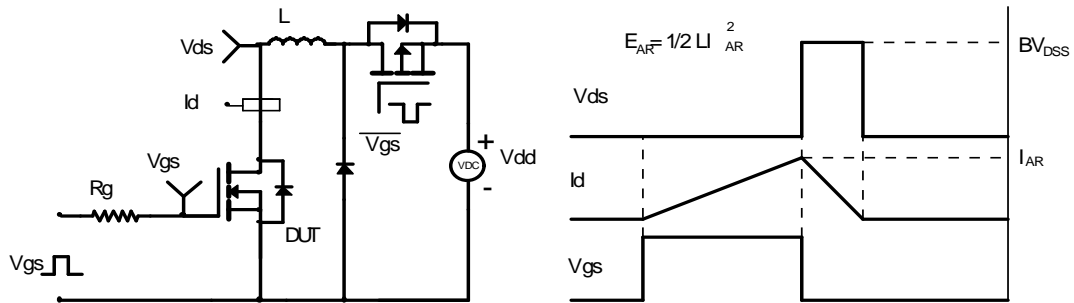 L
Vds
Id
Vgs
Rg
DUT
Vgs
Vgs
VDC
+
-
Vdd
E_AR= 1/2 LI_AR^2
BV_DSS
Vds
I_AR
Id
Vgs